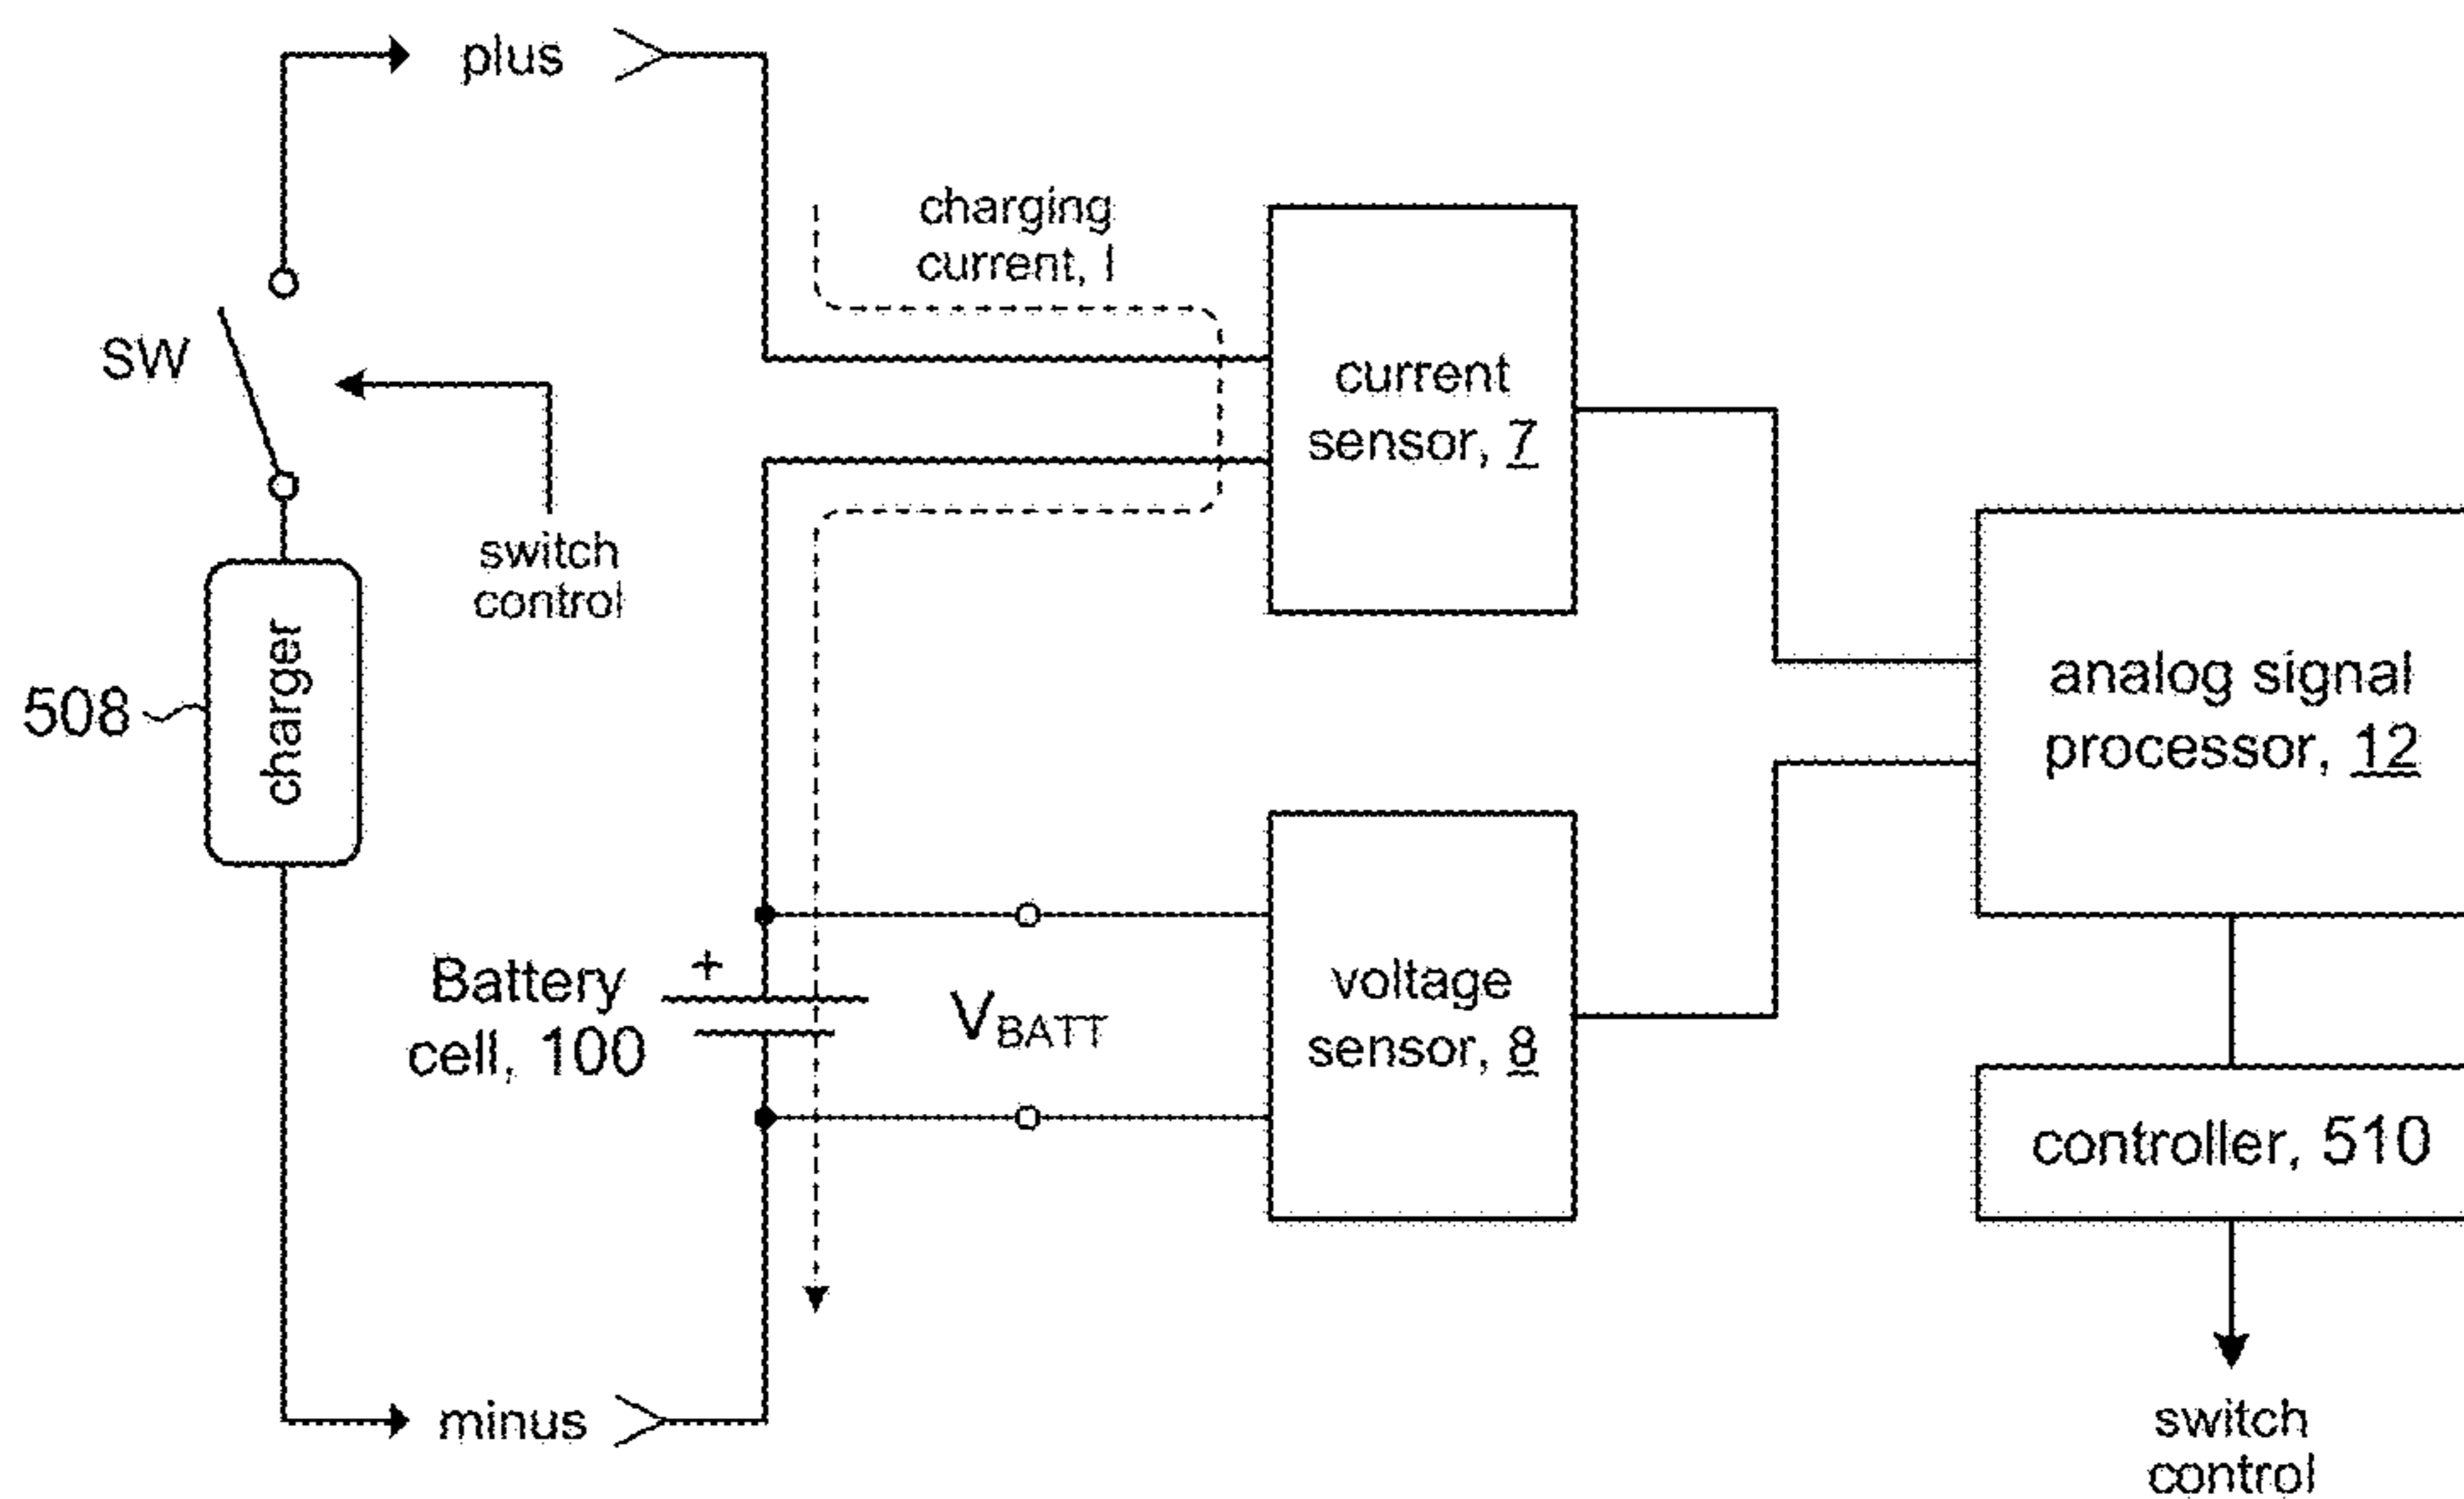 plus
charging
current, I
SW
current
sensor, 7
switch
control
analog signal
processor, 12
508
charger
+
Battery
cell, 100
VBATT
voltage
sensor, 8
controller, 510
minus
switch
control